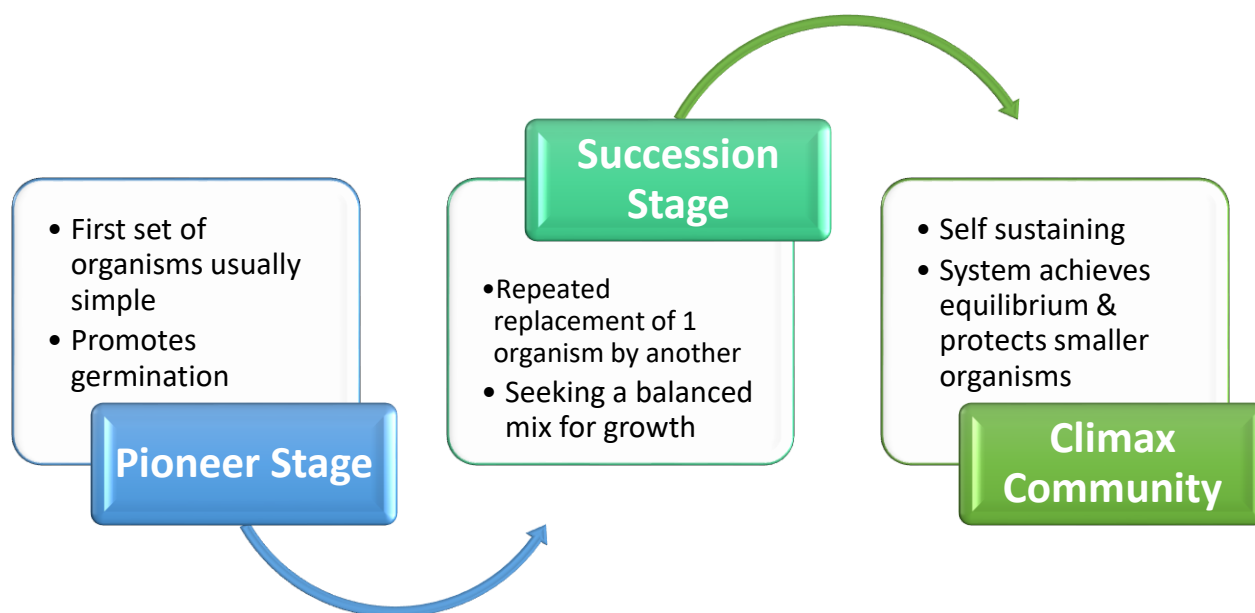 • First set of
organisms usually
simple
• Promotes
germination
Pioneer Stage
Succession
Stage
•Repeated
replacement of 1
organism by another
• Seeking a balanced
mix for growth
• Self sustaining
• System achieves
equilibrium &
protects smaller
organisms
Climax
Community